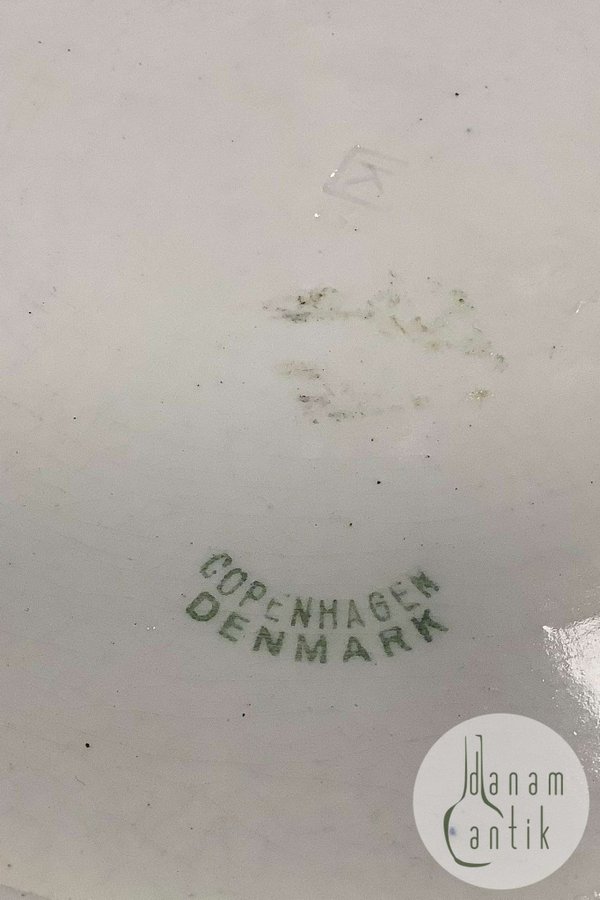 K
COPENHAGEN
DENMARK
danam
antik